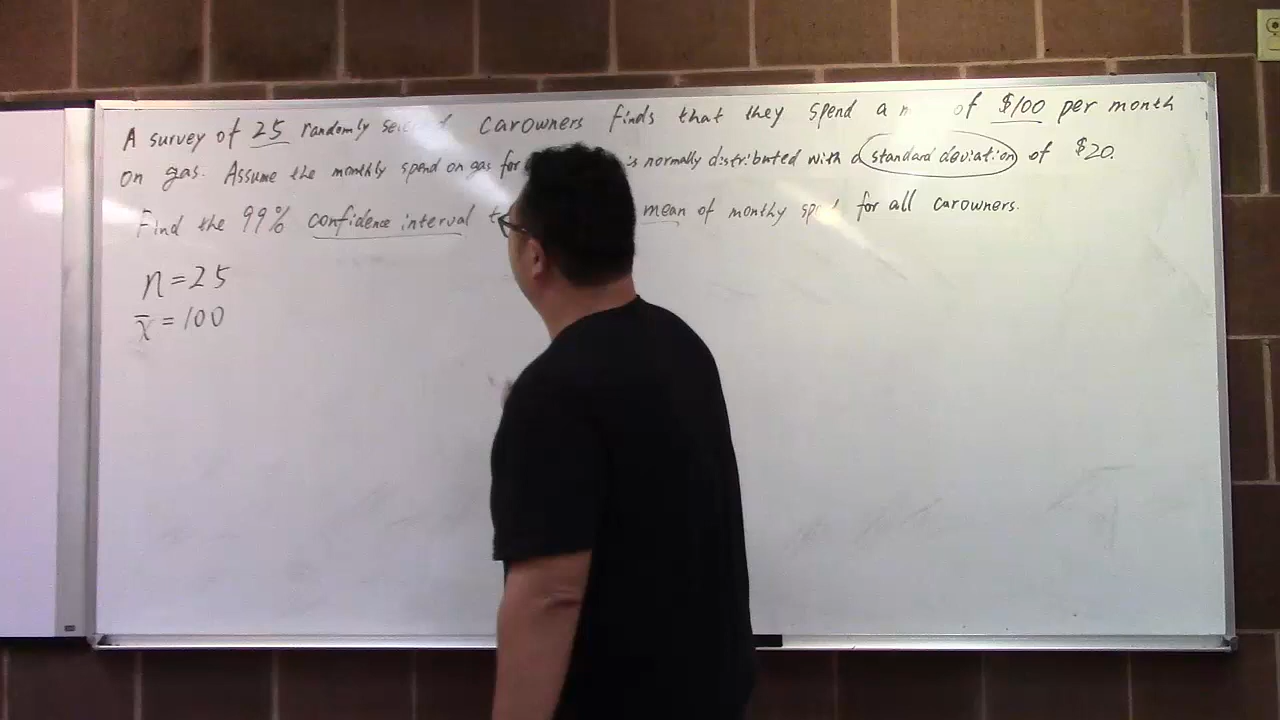 A survey of 25 randomly carowners finds that they spend a of $100 per month
on gas. Assume the monthly spend on gas for is normally distributed with a standard deviation of $20.
Find the 99% confidence interval mean of monthy for all carowners.
n = 25
x̄ = 100